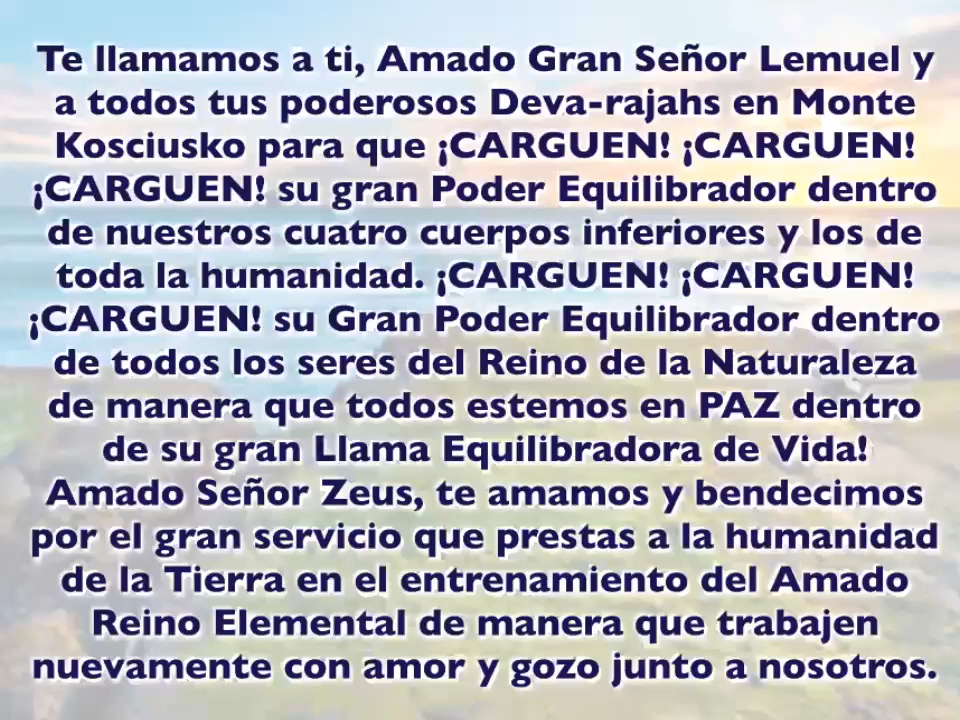 Te llamamos a ti, Amado Gran Señor Lemuel y
a todos tus poderosos Deva-rajahs en Monte
Kosciusko para que ¡CARGUEN! ¡CARGUEN!
¡CARGUEN! su gran Poder Equilibrador dentro
de nuestros cuatro cuerpos inferiores y los de
toda la humanidad. ¡CARGUEN! ¡CARGUEN!
¡CARGUEN! su Gran Poder Equilibrador dentro
de todos los seres del Reino de la Naturaleza
de manera que todos estemos en PAZ dentro
de su gran Llama Equilibradora de Vida!
Amado Señor Zeus, te amamos y bendecimos
por el gran servicio que prestas a la humanidad
de la Tierra en el entrenamiento del Amado
Reino Elemental de manera que trabajen
nuevamente con amor y gozo junto a nosotros.